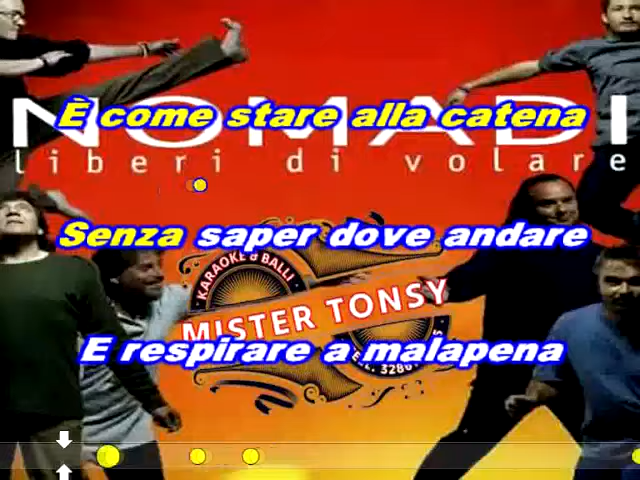 NOMADI
liberi di volare
È come stare alla catena
Senza saper dove andare
E respirare a malapena
KARAOKE e BALLI
MISTER TONSY